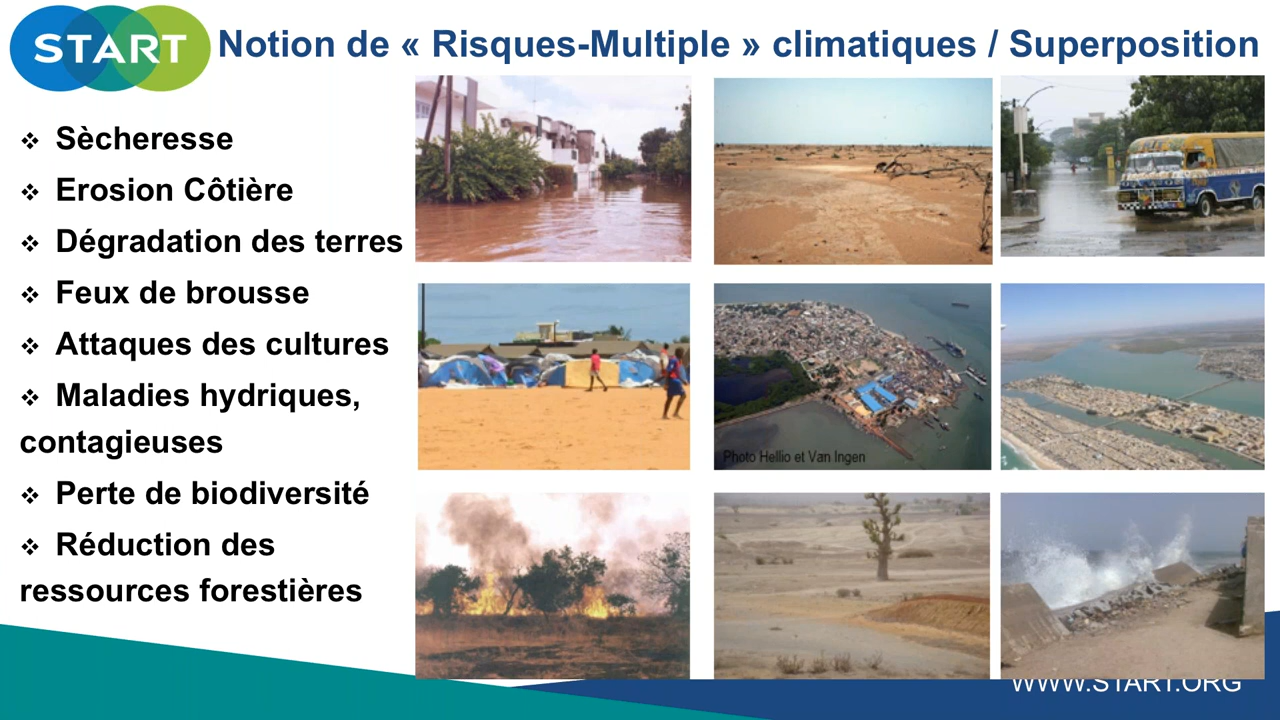 START
Notion de « Risques-Multiple » climatiques / Superposition
❖ Sècheresse
❖ Erosion Côtière
❖ Dégradation des terres
❖ Feux de brousse
❖ Attaques des cultures
❖ Maladies hydriques,
contagieuses
❖ Perte de biodiversité
❖ Réduction des
ressources forestières
Photo Hellio et Van Ingen
WWW.START.ORG